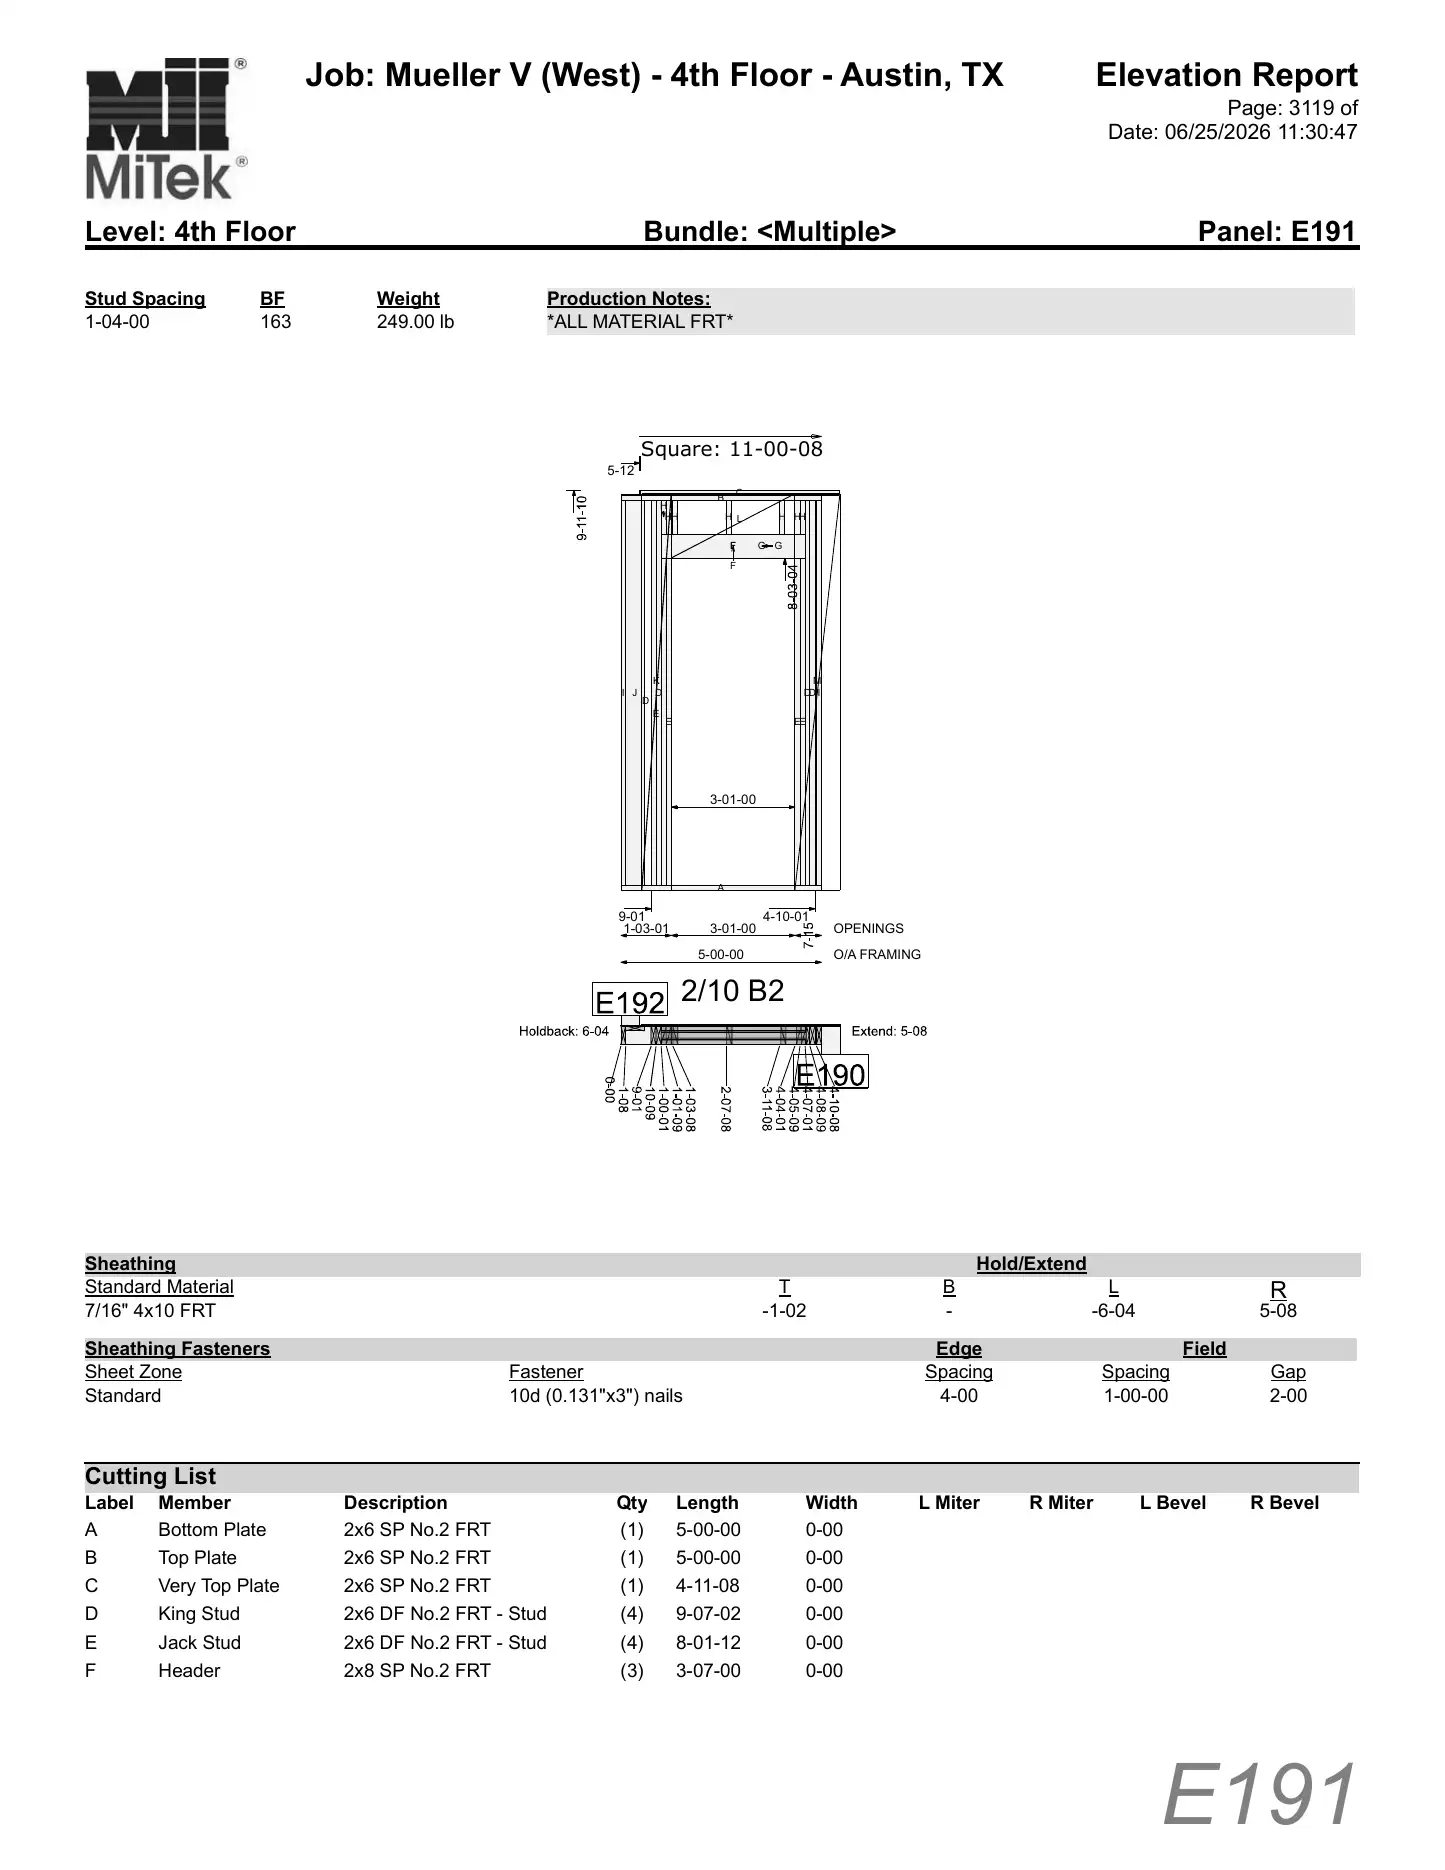 Job: Mueller V (West) - 4th Floor - Austin, TX
Elevation Report
Page: 3119 of
Date: 06/25/2026 11:30:47
MiTek
Level: 4th Floor Bundle: <Multiple> Panel: E191
Stud Spacing BF Weight Production Notes:
1-04-00 163 249.00 lb *ALL MATERIAL FRT*
Square: 11-00-08
5-12
9-11-10
C
B
H
L
F
G G
F
8-03-04
K
I J D
D
E
E
M
EE
3-01-00
A
9-01 4-10-01
1-03-01 3-01-00 7-15 OPENINGS
5-00-00 O/A FRAMING
E192 2/10 B2
Holdback: 6-04 Extend: 5-08
E190
0-00
1-08
9-01
10-09
1-00-01
1-01-09
1-03-08
2-07-08
3-11-08
4-04-01
4-05-09
4-07-01
4-08-09
4-10-08
Sheathing Hold/Extend
Standard Material T B L R
7/16" 4x10 FRT -1-02 - -6-04 5-08
Sheathing Fasteners Edge Field
Sheet Zone Fastener Spacing Spacing Gap
Standard 10d (0.131"x3") nails 4-00 1-00-00 2-00
Cutting List
Label Member Description Qty Length Width L Miter R Miter L Bevel R Bevel
A Bottom Plate 2x6 SP No.2 FRT (1) 5-00-00 0-00
B Top Plate 2x6 SP No.2 FRT (1) 5-00-00 0-00
C Very Top Plate 2x6 SP No.2 FRT (1) 4-11-08 0-00
D King Stud 2x6 DF No.2 FRT - Stud (4) 9-07-02 0-00
E Jack Stud 2x6 DF No.2 FRT - Stud (4) 8-01-12 0-00
F Header 2x8 SP No.2 FRT (3) 3-07-00 0-00
E191